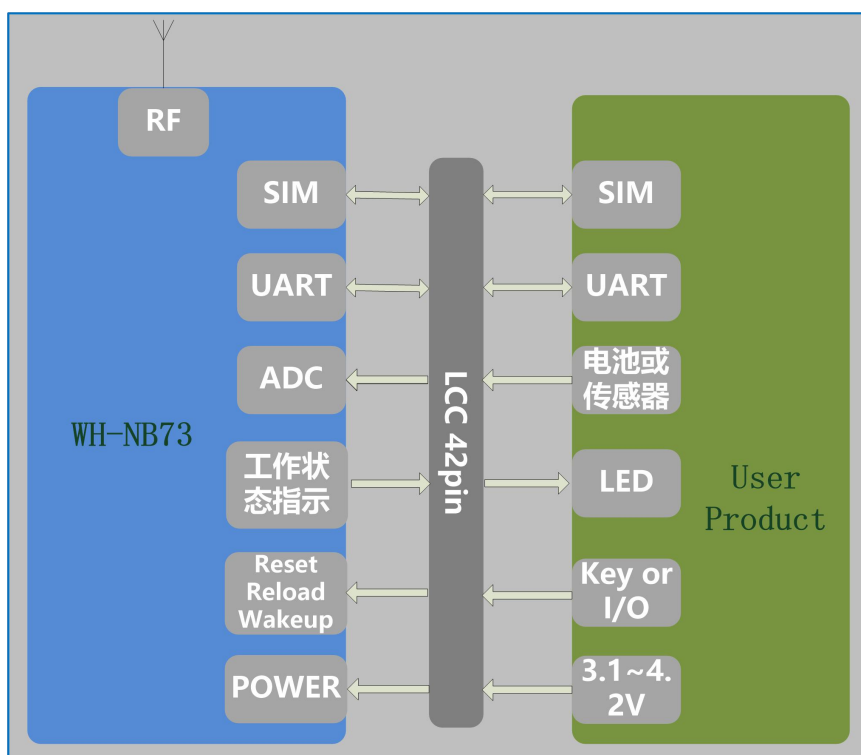 RF
SIM
UART
ADC
WH-NB73
工作状
态指示
Reset
Reload
Wakeup
POWER
LCC 42pin
SIM
UART
电池或
传感器
LED
User
Product
Key or
I/O
3.1~4.
2V